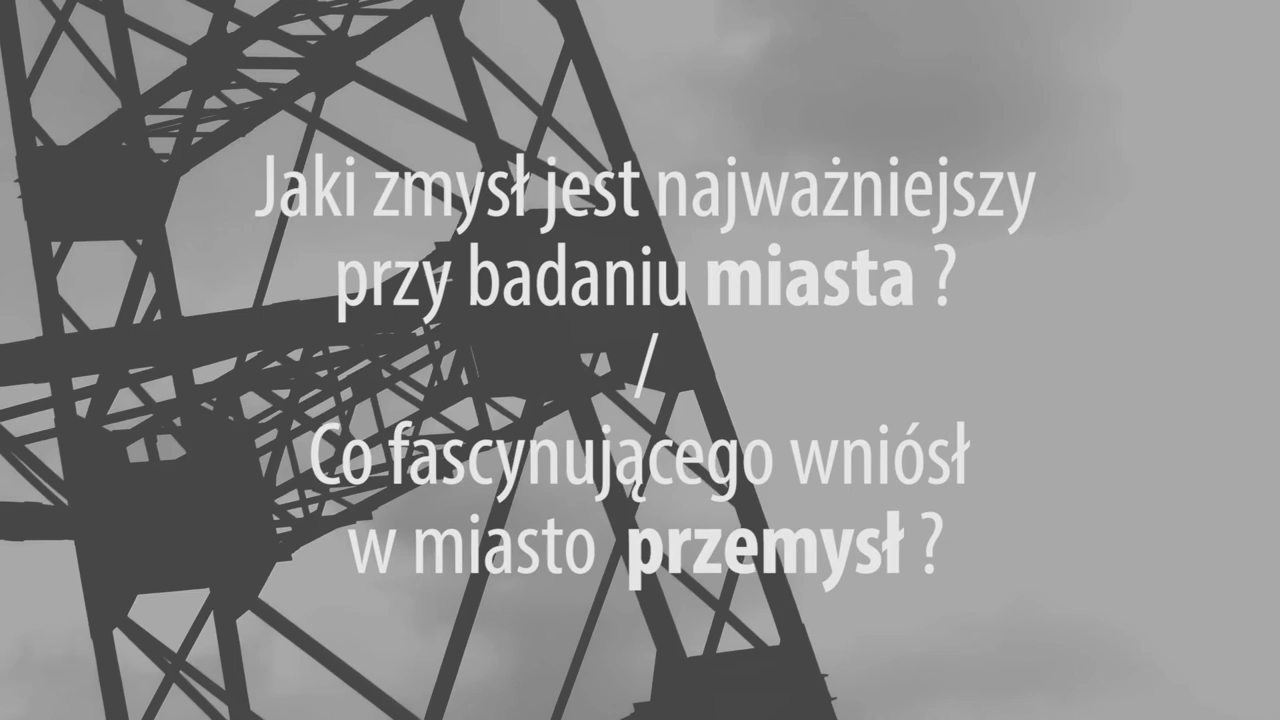 Jaki zmysł jest najważniejszy
przy badaniu miasta ?
/
Co fascynującego wniósł
w miasto przemysł ?